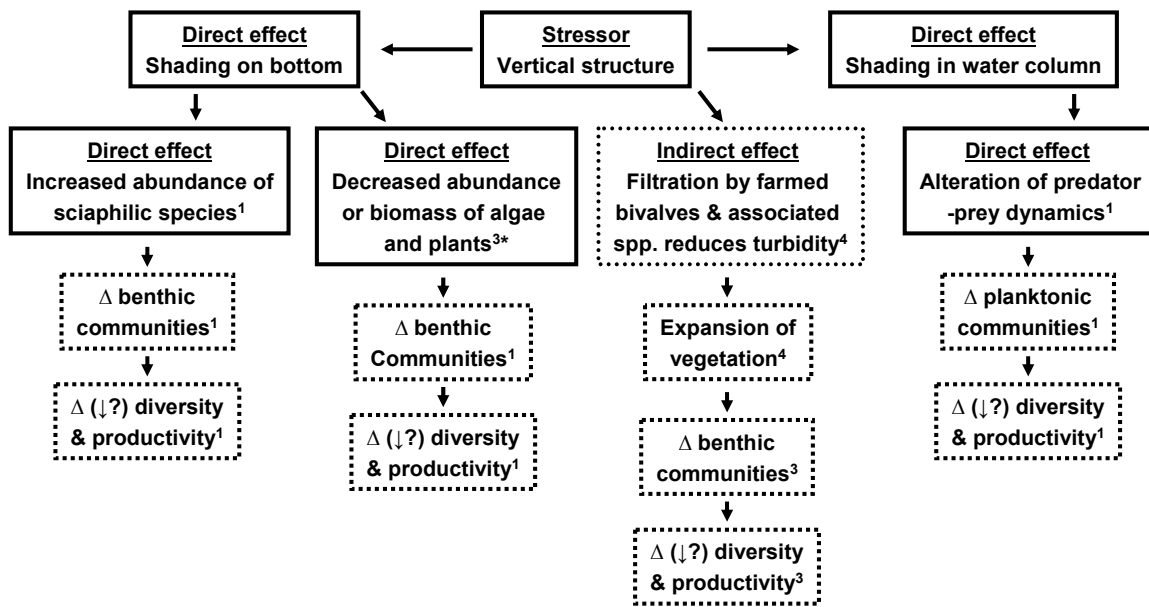 Direct effect
Shading on bottom
Stressor
Vertical structure
Direct effect
Shading in water column
Direct effect
Increased abundance of
sciaphilic species¹
Direct effect
Decreased abundance
or biomass of algae
and plants³*
Indirect effect
Filtration by farmed
bivalves & associated
spp. reduces turbidity⁴
Direct effect
Alteration of predator
-prey dynamics¹
Δ benthic
communities¹
Δ benthic
Communities¹
Expansion of
vegetation⁴
Δ planktonic
communities¹
Δ (↓?) diversity
& productivity¹
Δ (↓?) diversity
& productivity¹
Δ benthic
communities³
Δ (↓?) diversity
& productivity¹
Δ (↓?) diversity
& productivity³